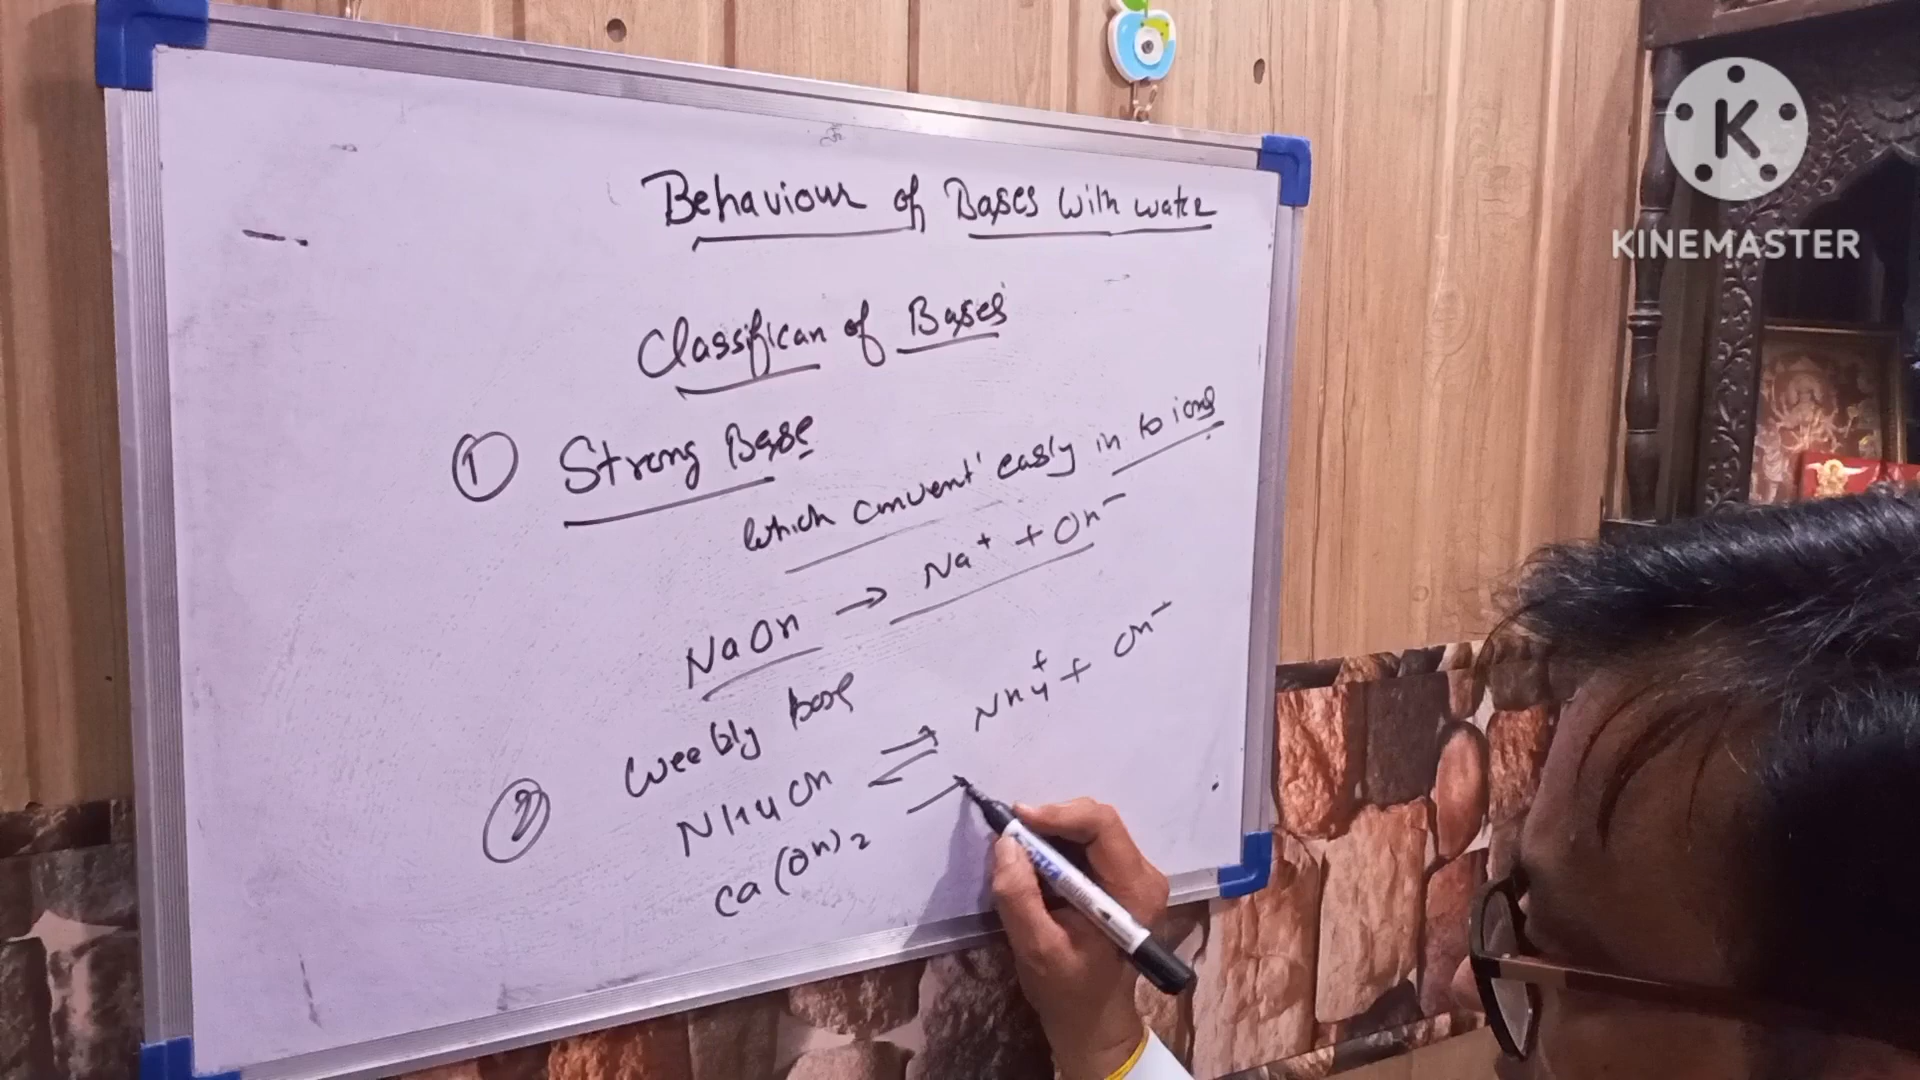 Behaviour of Bases with water
Classifican of Bases
① Strong Base
which convent easly in to ions
NaOH → Na+ + OH-
② weekly base
NH4OH ⇌ NH4+ + OH-
Ca(OH)2
K
KINEMASTER